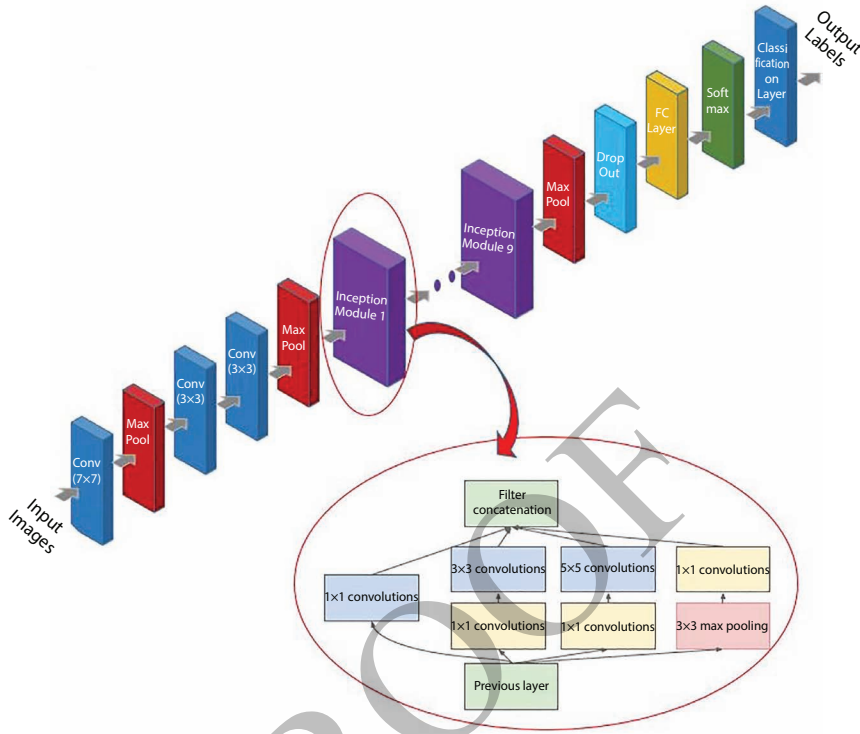 Input
Images
Conv
(7×7)
Max
Pool
Conv
(3×3)
Conv
(3×3)
Max
Pool
Inception
Module 1
Inception
Module 9
Max
Pool
Drop
Out
FC
Layer
Soft
max
Classi
fication
on
Layer
Output
Labels
Filter
concatenation
3×3 convolutions
5×5 convolutions
1×1 convolutions
1×1 convolutions
1×1 convolutions
1×1 convolutions
3×3 max pooling
Previous layer
PROOF